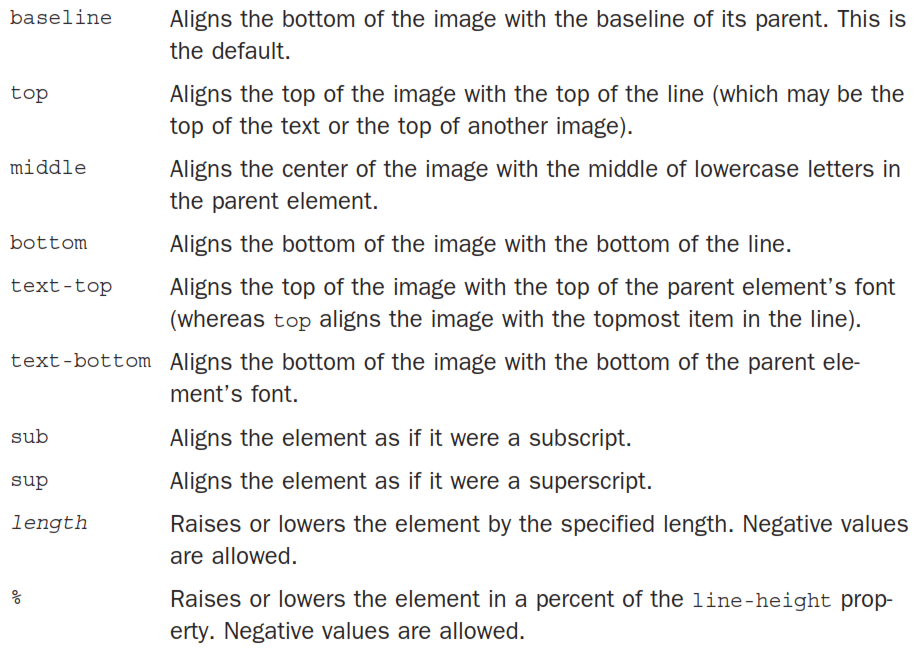 baseline Aligns the bottom of the image with the baseline of its parent. This is
the default.
top Aligns the top of the image with the top of the line (which may be the
top of the text or the top of another image).
middle Aligns the center of the image with the middle of lowercase letters in
the parent element.
bottom Aligns the bottom of the image with the bottom of the line.
text-top Aligns the top of the image with the top of the parent element’s font
(whereas top aligns the image with the topmost item in the line).
text-bottom Aligns the bottom of the image with the bottom of the parent ele-
ment’s font.
sub Aligns the element as if it were a subscript.
sup Aligns the element as if it were a superscript.
length Raises or lowers the element by the specified length. Negative values
are allowed.
% Raises or lowers the element in a percent of the line-height prop-
erty. Negative values are allowed.